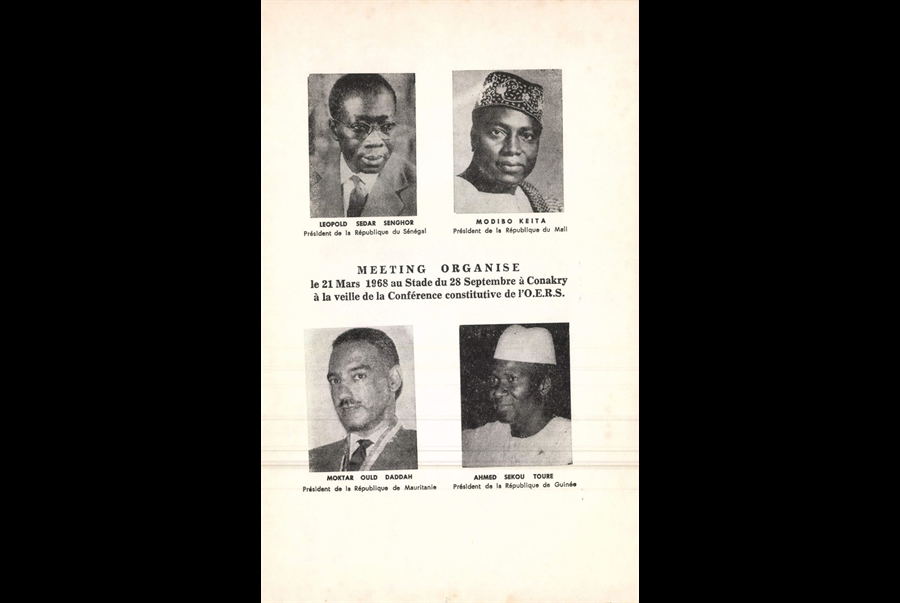 LEOPOLD SEDAR SENGHOR
Président de la République du Sénégal
MODIBO KEITA
Président de la République du Mali
MEETING ORGANISE
le 21 Mars 1968 au Stade du 28 Septembre à Conakry
à la veille de la Conférence constitutive de l'O.E.R.S.
MOKTAR OULD DADDAH
Président de la République de Mauritanie
AHMED SEKOU TOURE
Président de la République de Guinée